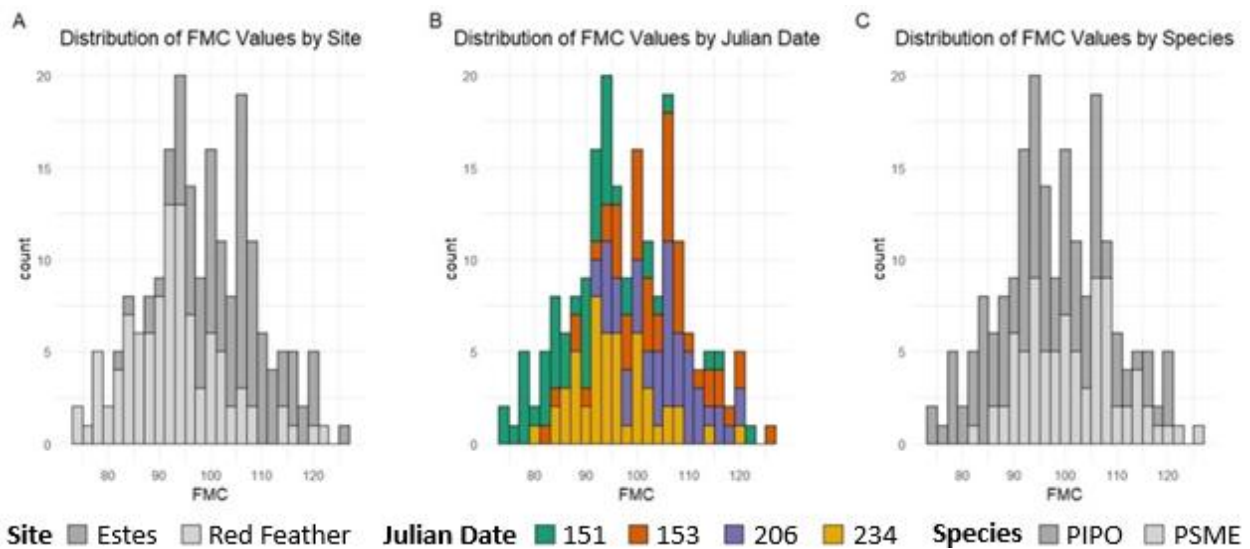 A
Distribution of FMC Values by Site
20
15
10
5
0
count
80 90 100 110 120
FMC
B
Distribution of FMC Values by Julian Date
20
15
10
5
0
count
80 90 100 110 120
FMC
C
Distribution of FMC Values by Species
20
15
10
5
0
count
80 90 100 110 120
FMC
Site Estes Red Feather Julian Date 151 153 206 234 Species PIPO PSME